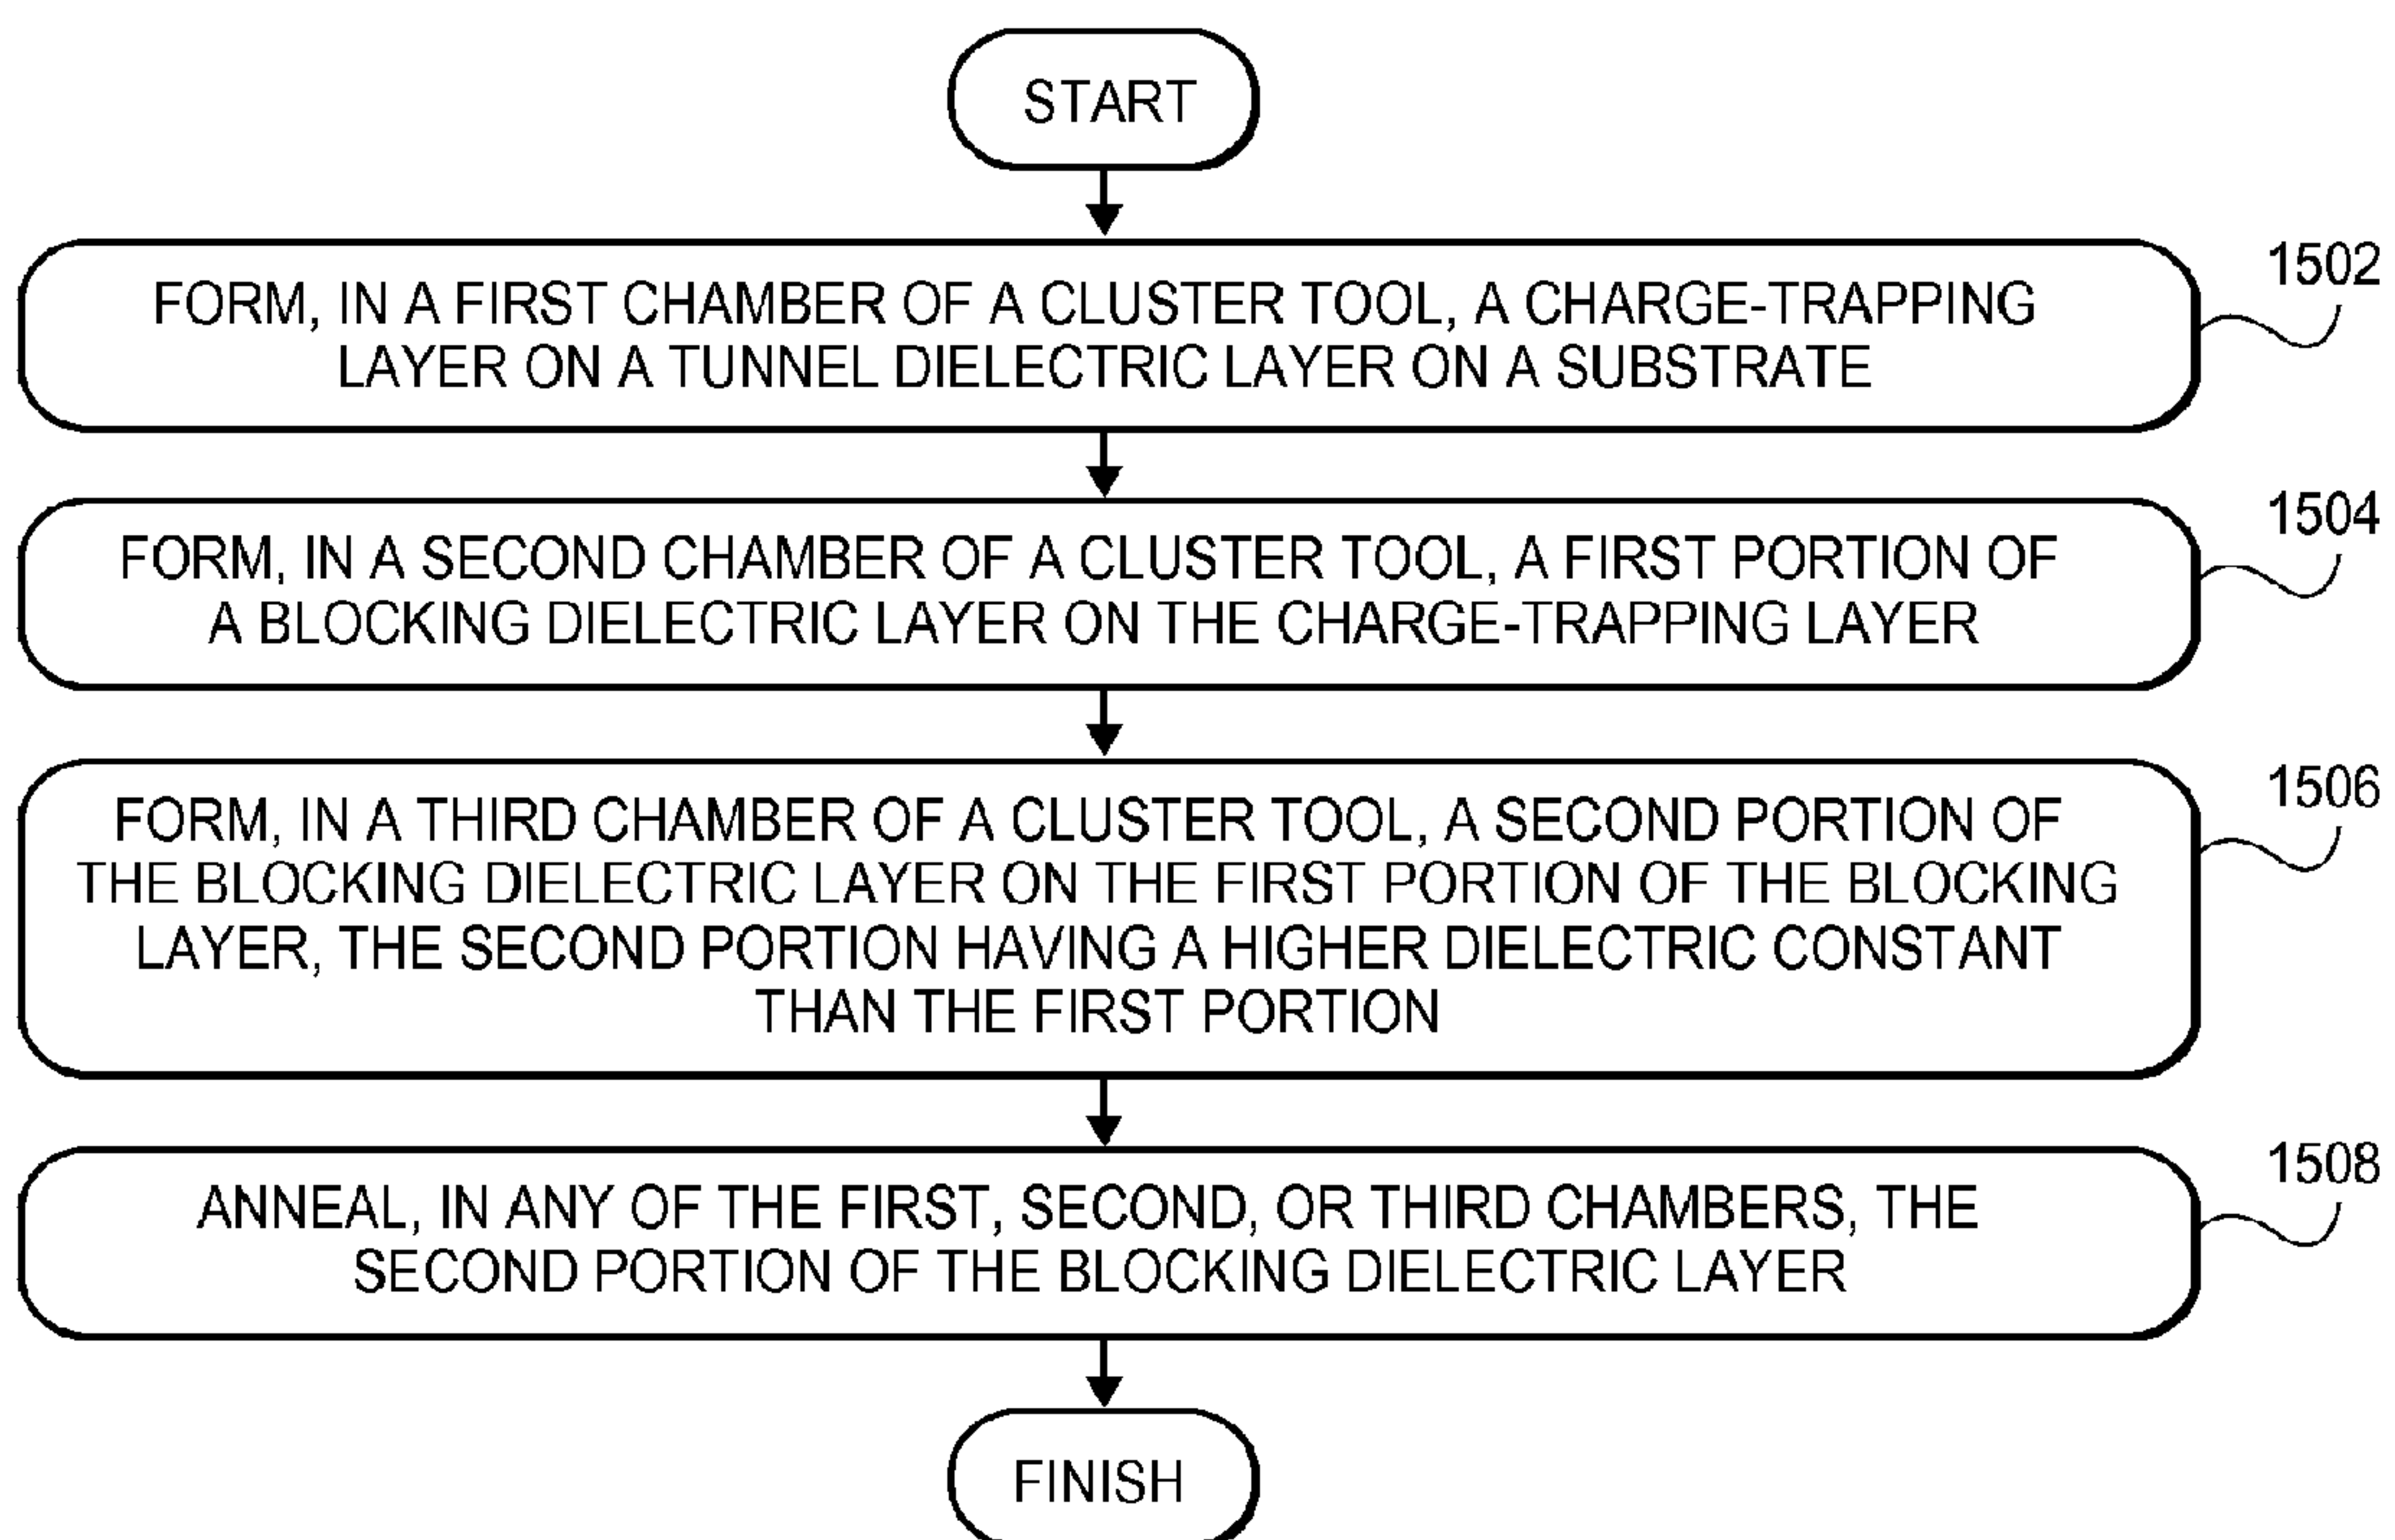 START
1502
FORM, IN A FIRST CHAMBER OF A CLUSTER TOOL, A CHARGE-TRAPPING
LAYER ON A TUNNEL DIELECTRIC LAYER ON A SUBSTRATE
1504
FORM, IN A SECOND CHAMBER OF A CLUSTER TOOL, A FIRST PORTION OF
A BLOCKING DIELECTRIC LAYER ON THE CHARGE-TRAPPING LAYER
1506
FORM, IN A THIRD CHAMBER OF A CLUSTER TOOL, A SECOND PORTION OF
THE BLOCKING DIELECTRIC LAYER ON THE FIRST PORTION OF THE BLOCKING
LAYER, THE SECOND PORTION HAVING A HIGHER DIELECTRIC CONSTANT
THAN THE FIRST PORTION
1508
ANNEAL, IN ANY OF THE FIRST, SECOND, OR THIRD CHAMBERS, THE
SECOND PORTION OF THE BLOCKING DIELECTRIC LAYER
FINISH